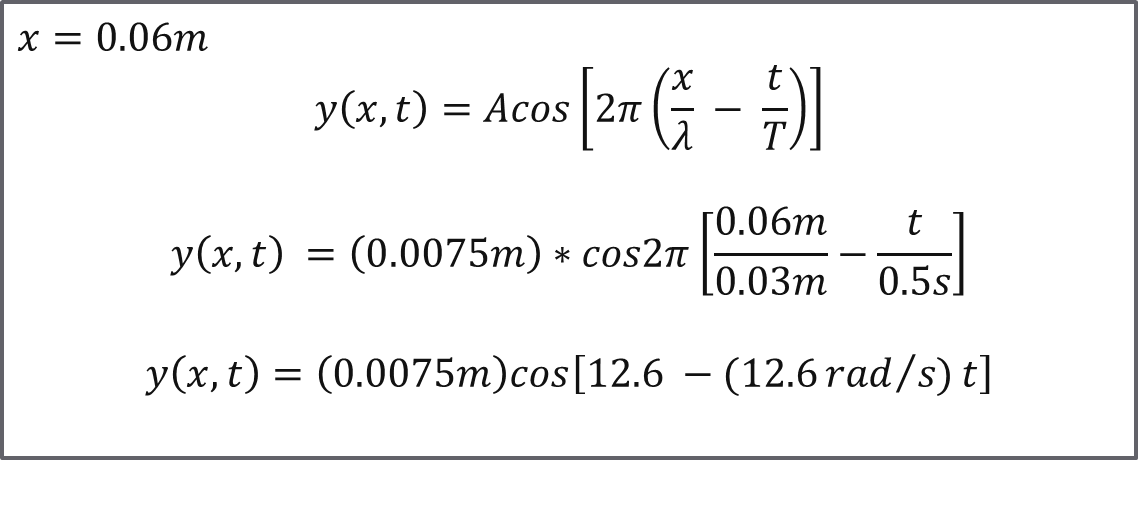 x = 0.06m
y(x, t) = Acos [2π (x/λ − t/T)]
y(x, t) = (0.0075m) ∗ cos2π [0.06m/0.03m − t/0.5s]
y(x, t) = (0.0075m)cos[12.6 − (12.6 rad/s) t]